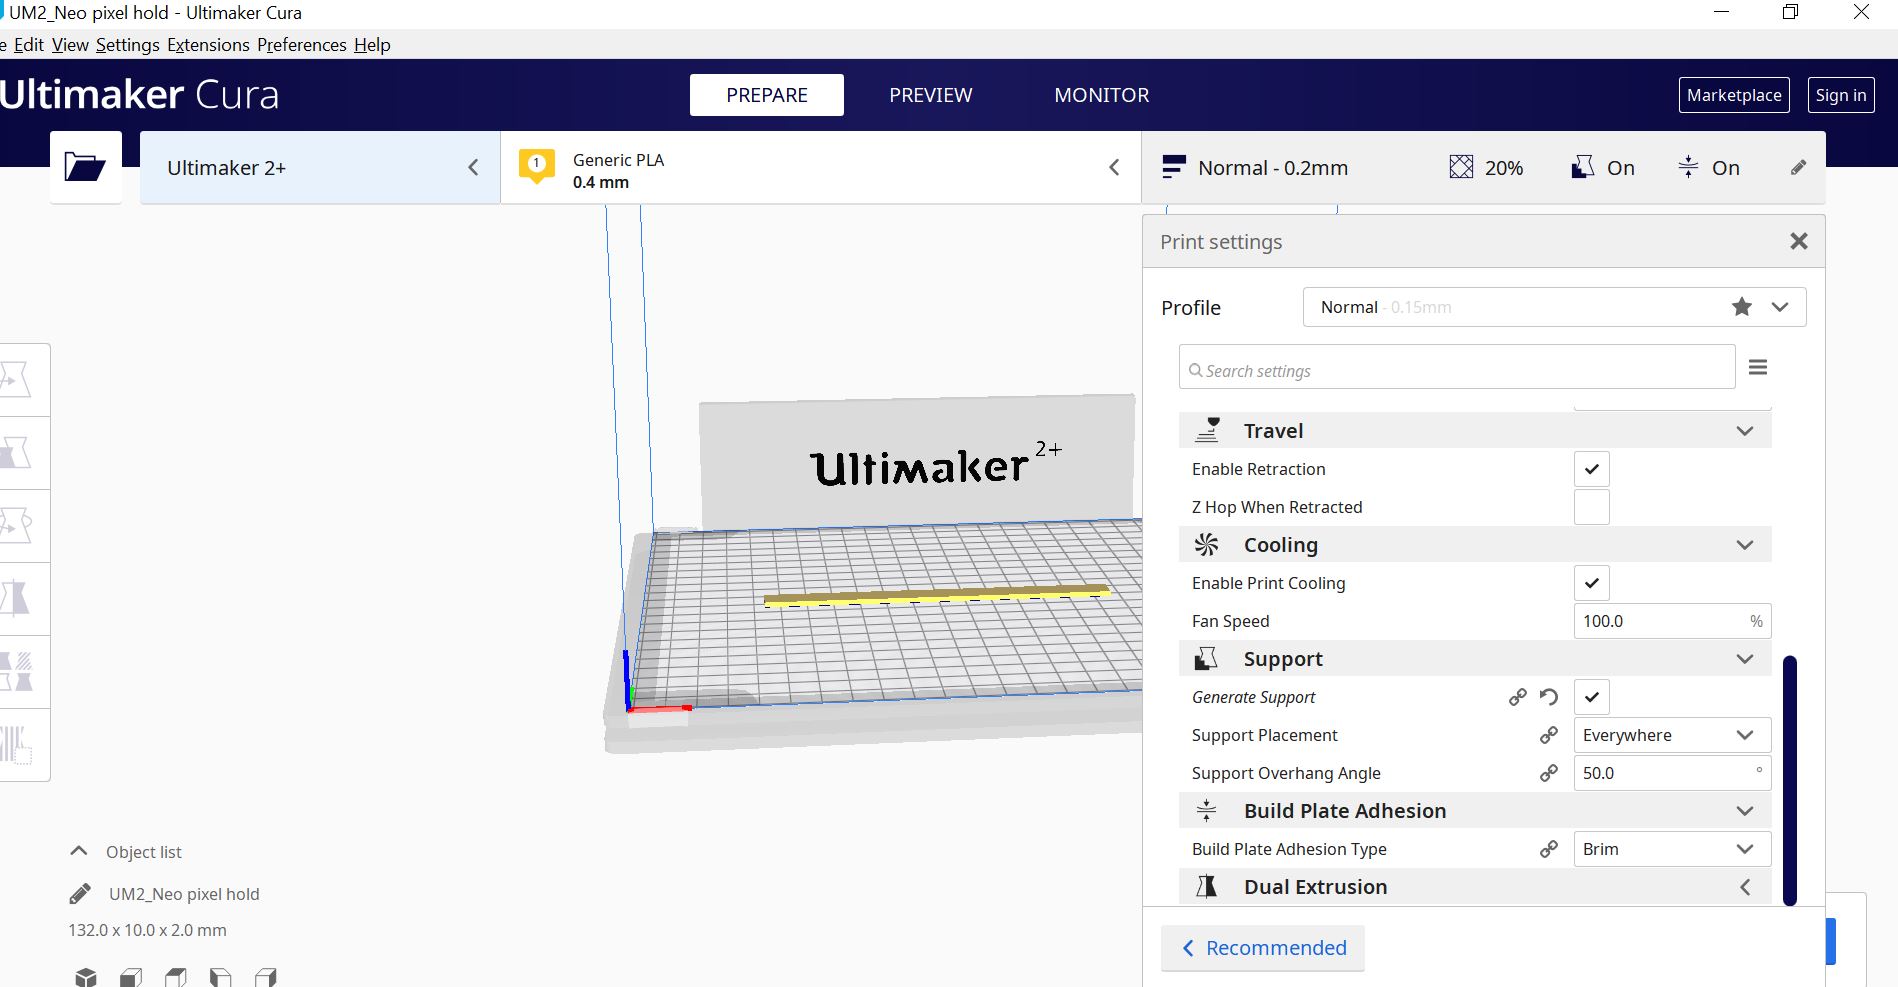 UM2_Neo pixel hold - Ultimaker Cura
e Edit View Settings Extensions Preferences Help
Ultimaker Cura
PREPARE
PREVIEW
MONITOR
Marketplace
Sign in
Ultimaker 2+
1
Generic PLA
0.4 mm
Normal - 0.2mm
20%
On
On
Print settings
Profile
Normal - 0.15mm
Search settings
Travel
Enable Retraction
Z Hop When Retracted
Cooling
Enable Print Cooling
Fan Speed
100.0 %
Support
Generate Support
Support Placement
Everywhere
Support Overhang Angle
50.0 °
Build Plate Adhesion
Build Plate Adhesion Type
Brim
Dual Extrusion
Recommended
Ultimaker 2+
Object list
UM2_Neo pixel hold
132.0 x 10.0 x 2.0 mm